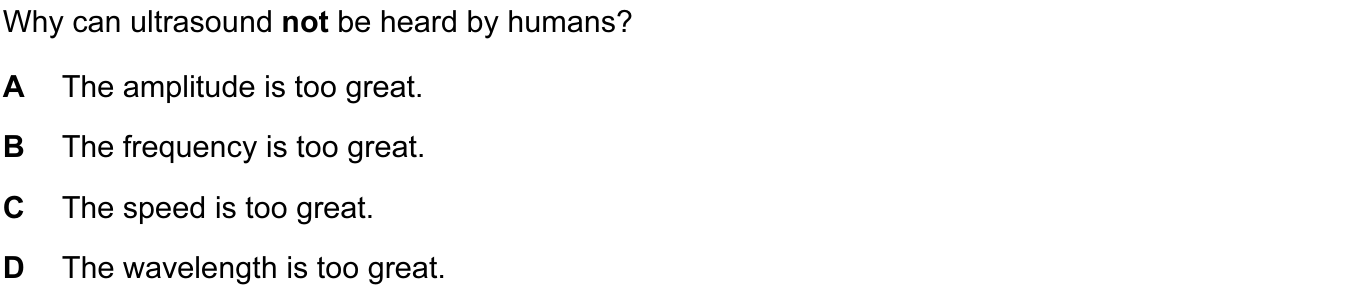 Why can ultrasound not be heard by humans?
A The amplitude is too great.
B The frequency is too great.
C The speed is too great.
D The wavelength is too great.